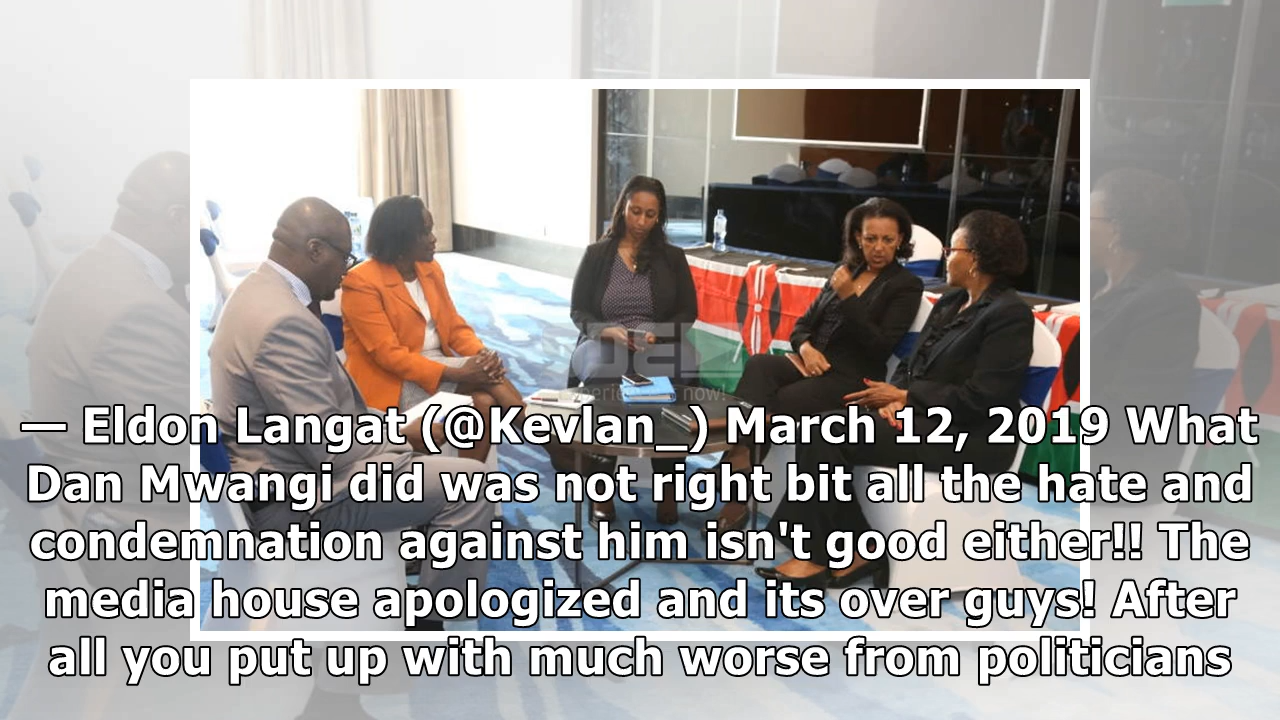 — Eldon Langat (@Kevlan_) March 12, 2019 What
Dan Mwangi did was not right bit all the hate and
condemnation against him isn't good either!! The
media house apologized and its over guys! After
all you put up with much worse from politicians